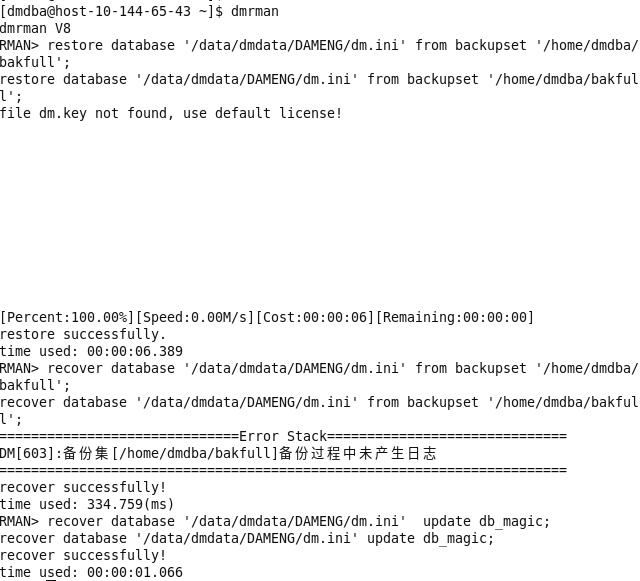 [dmdba@host-10-144-65-43 ~]$ dmrman
dmrman V8
RMAN> restore database '/data/dmdata/DAMENG/dm.ini' from backupset '/home/dmdba/
bakfull';
restore database '/data/dmdata/DAMENG/dm.ini' from backupset '/home/dmdba/bakful
l';
file dm.key not found, use default license!
[Percent:100.00%][Speed:0.00M/s][Cost:00:00:06][Remaining:00:00:00]
restore successfully.
time used: 00:00:06.389
RMAN> recover database '/data/dmdata/DAMENG/dm.ini' from backupset '/home/dmdba/
bakfull';
recover database '/data/dmdata/DAMENG/dm.ini' from backupset '/home/dmdba/bakful
l';
==============================Error Stack==============================
DM[603]:备份集[/home/dmdba/bakfull]备份过程中未产生日志
=======================================================================
recover successfully!
time used: 334.759(ms)
RMAN> recover database '/data/dmdata/DAMENG/dm.ini'  update db_magic;
recover database '/data/dmdata/DAMENG/dm.ini' update db_magic;
recover successfully!
time used: 00:00:01.066